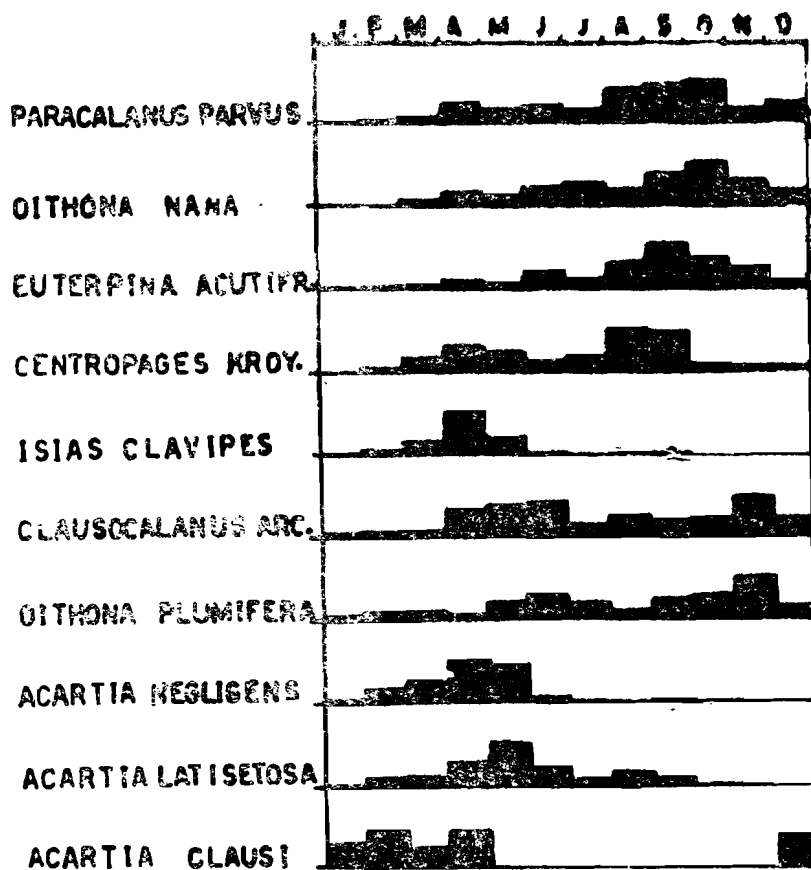 J F M A M J J A S O N D
PARACALANUS PARVUS
OITHONA NANA
EUTERPINA ACUTIFR.
CENTROPAGES KROY.
ISIAS CLAVIPES
CLAUSOCALANUS ARC.
OITHONA PLUMIFERA
ACARTIA NEGLIGENS
ACARTIA LATISETOSA
ACARTIA CLAUSI